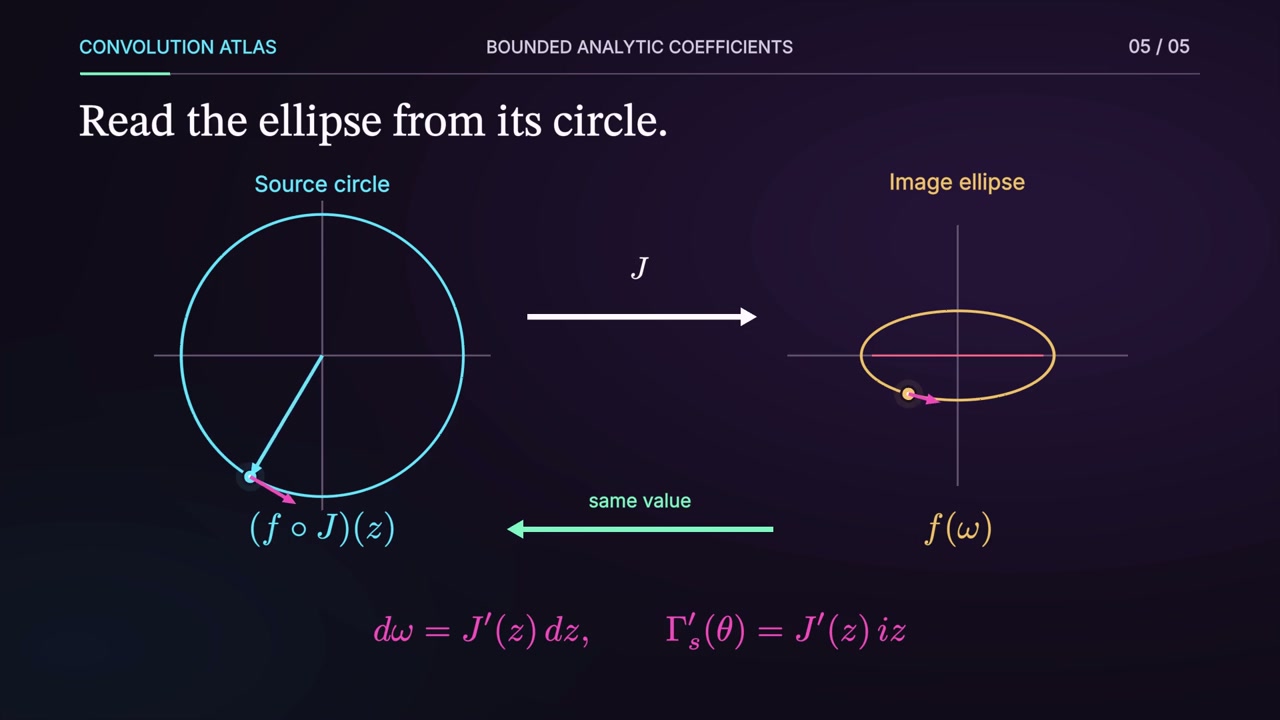 CONVOLUTION ATLAS
BOUNDED ANALYTIC COEFFICIENTS
05 / 05
Read the ellipse from its circle.
Source circle
Image ellipse
J
same value
(f ∘ J)(z)
f(ω)
dω = J′(z) dz,  Γ′ₛ(θ) = J′(z) iz